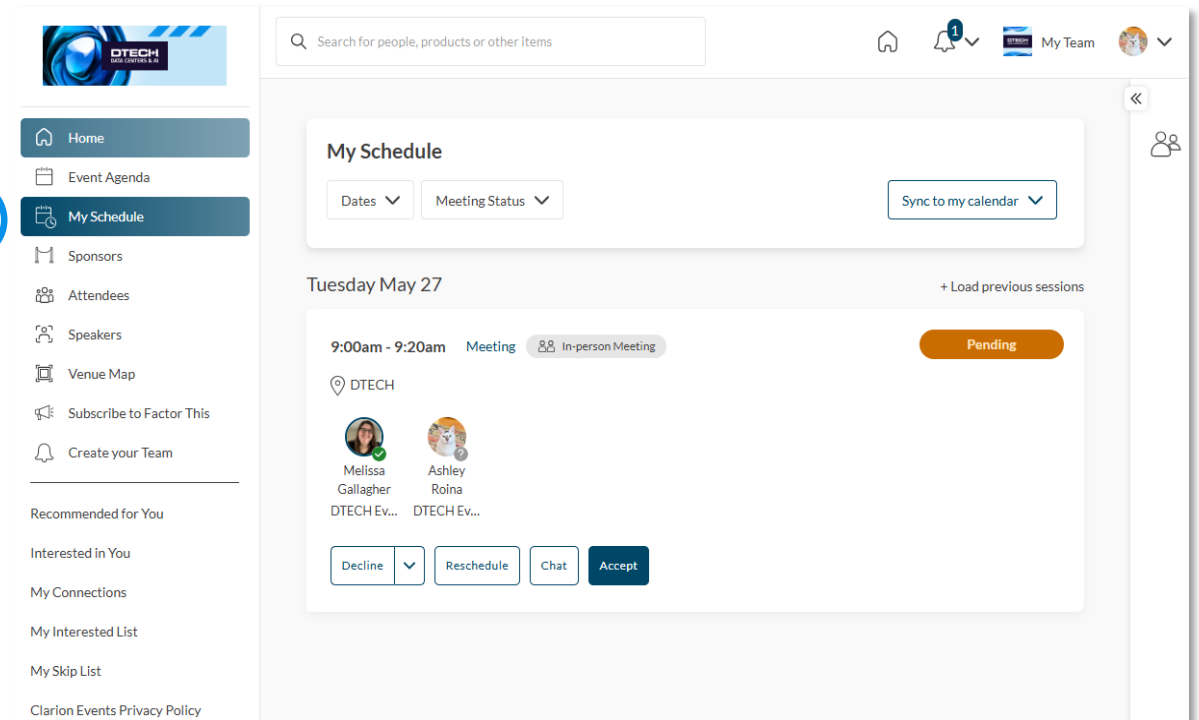 DTECH
DATA CENTERS & AI
Search for people, products or other items
1
My Team
Home
Event Agenda
My Schedule
Sponsors
Attendees
Speakers
Venue Map
Subscribe to Factor This
Create your Team
Recommended for You
Interested in You
My Connections
My Interested List
My Skip List
Clarion Events Privacy Policy
My Schedule
Dates
Meeting Status
Sync to my calendar
Tuesday May 27
+ Load previous sessions
9:00am - 9:20am Meeting In-person Meeting
Pending
DTECH
Melissa
Gallagher
DTECH Ev...
Ashley
Roina
DTECH Ev...
Decline
Reschedule
Chat
Accept